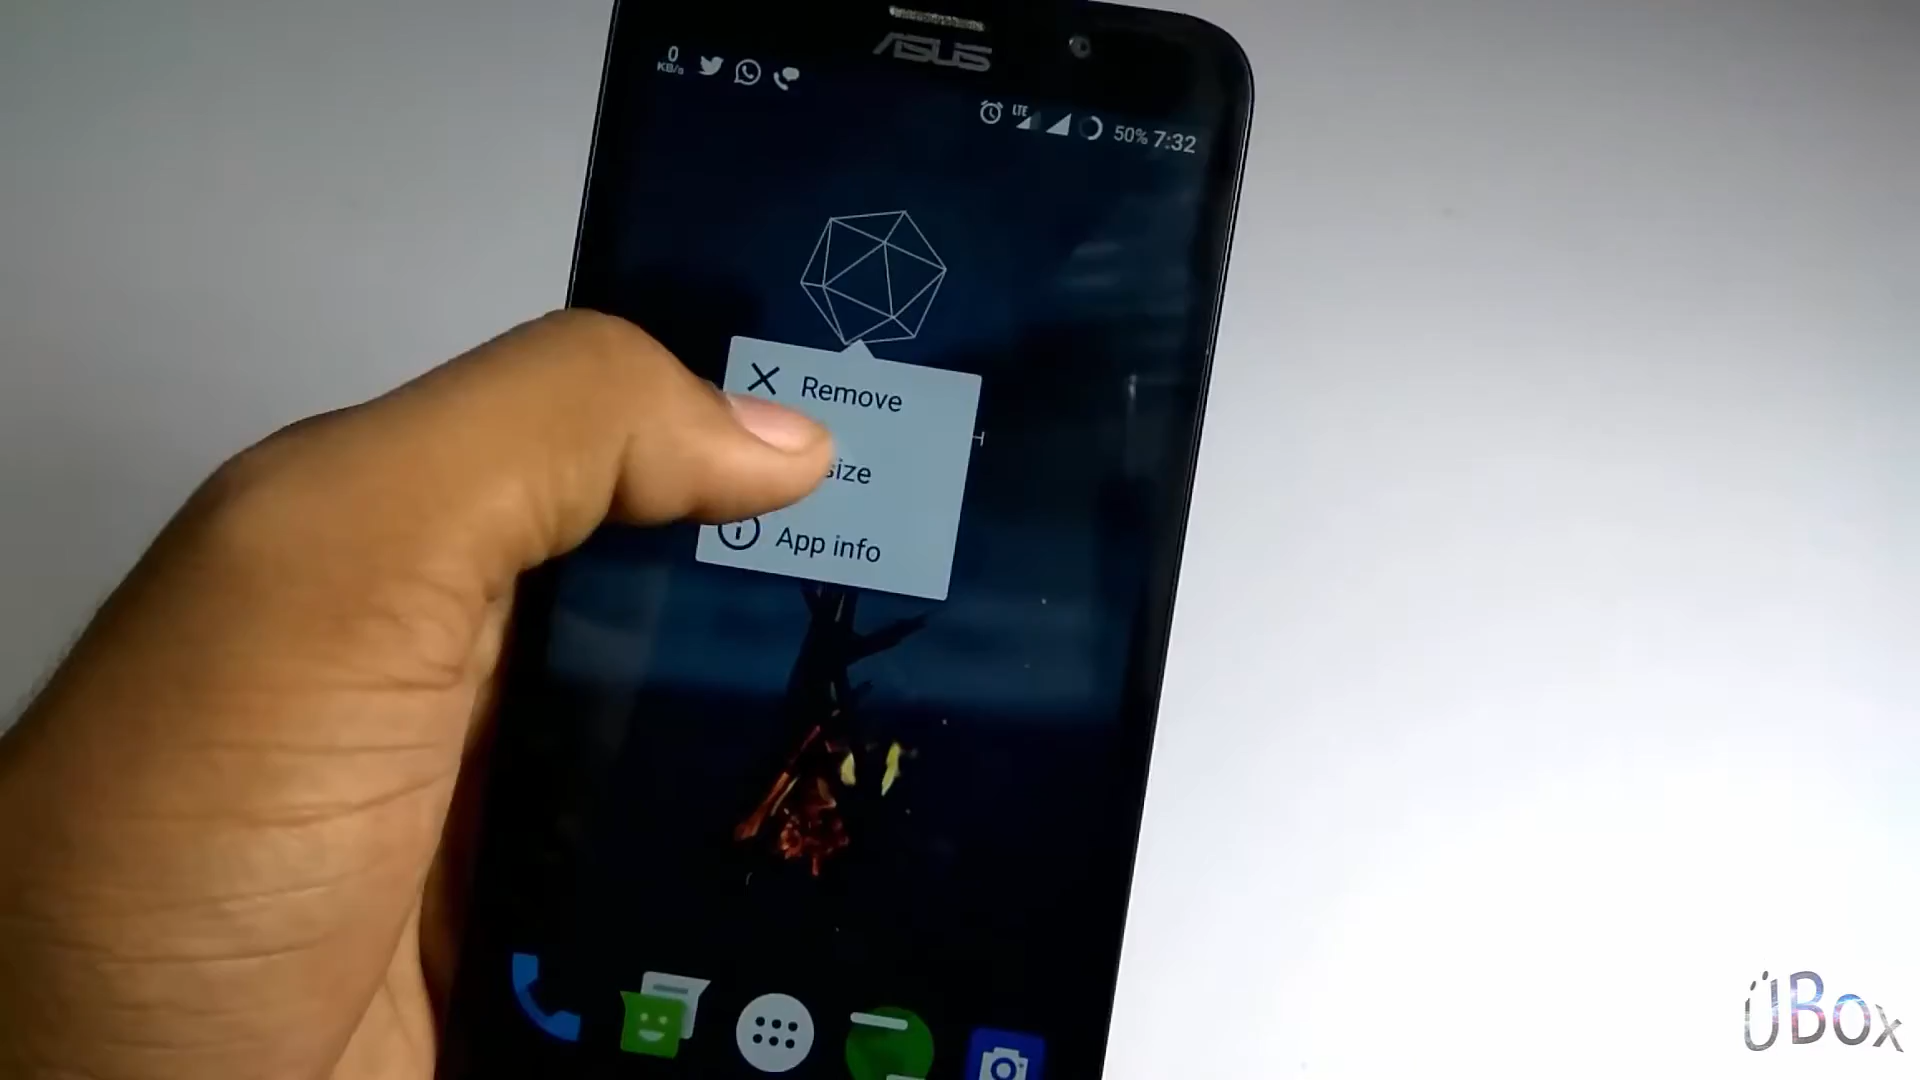 ASUS
0
KB/s
LTE
50% 7:32
Remove
size
App info
ÜBox